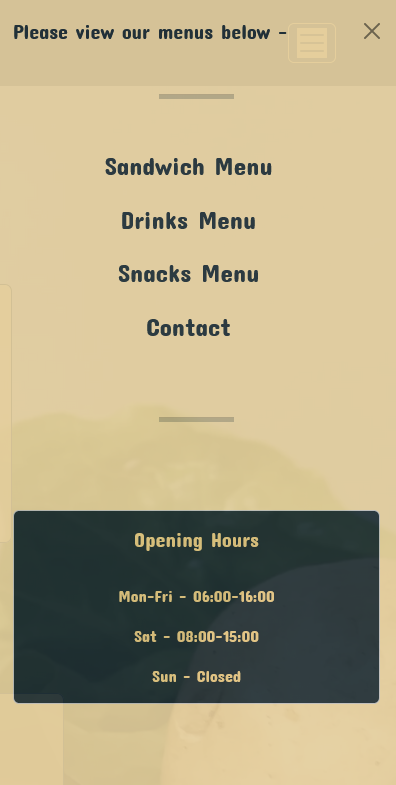 Please view our menus below -
Sandwich Menu
Drinks Menu
Snacks Menu
Contact
Opening Hours
Mon-Fri - 06:00-16:00
Sat - 08:00-15:00
Sun - Closed